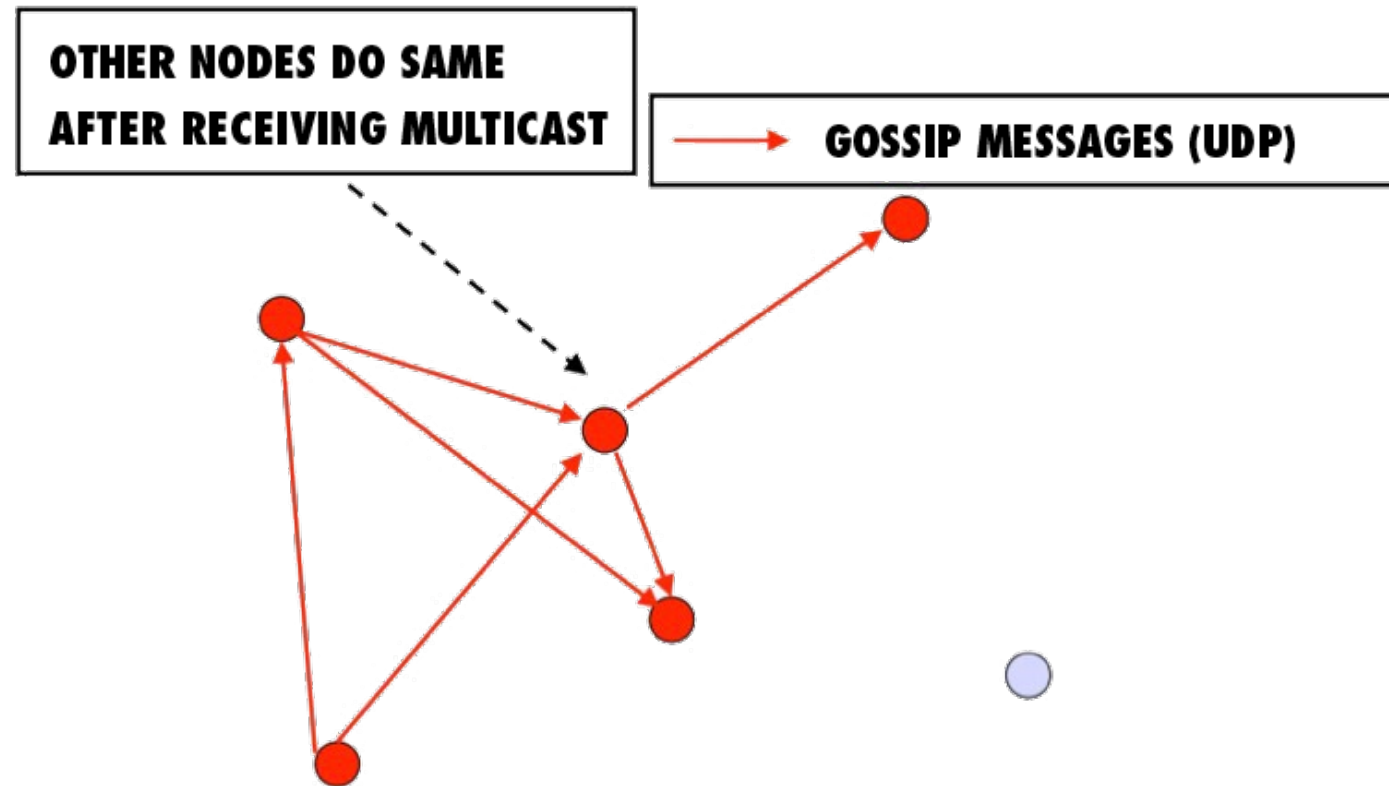 OTHER NODES DO SAME
AFTER RECEIVING MULTICAST
GOSSIP MESSAGES (UDP)